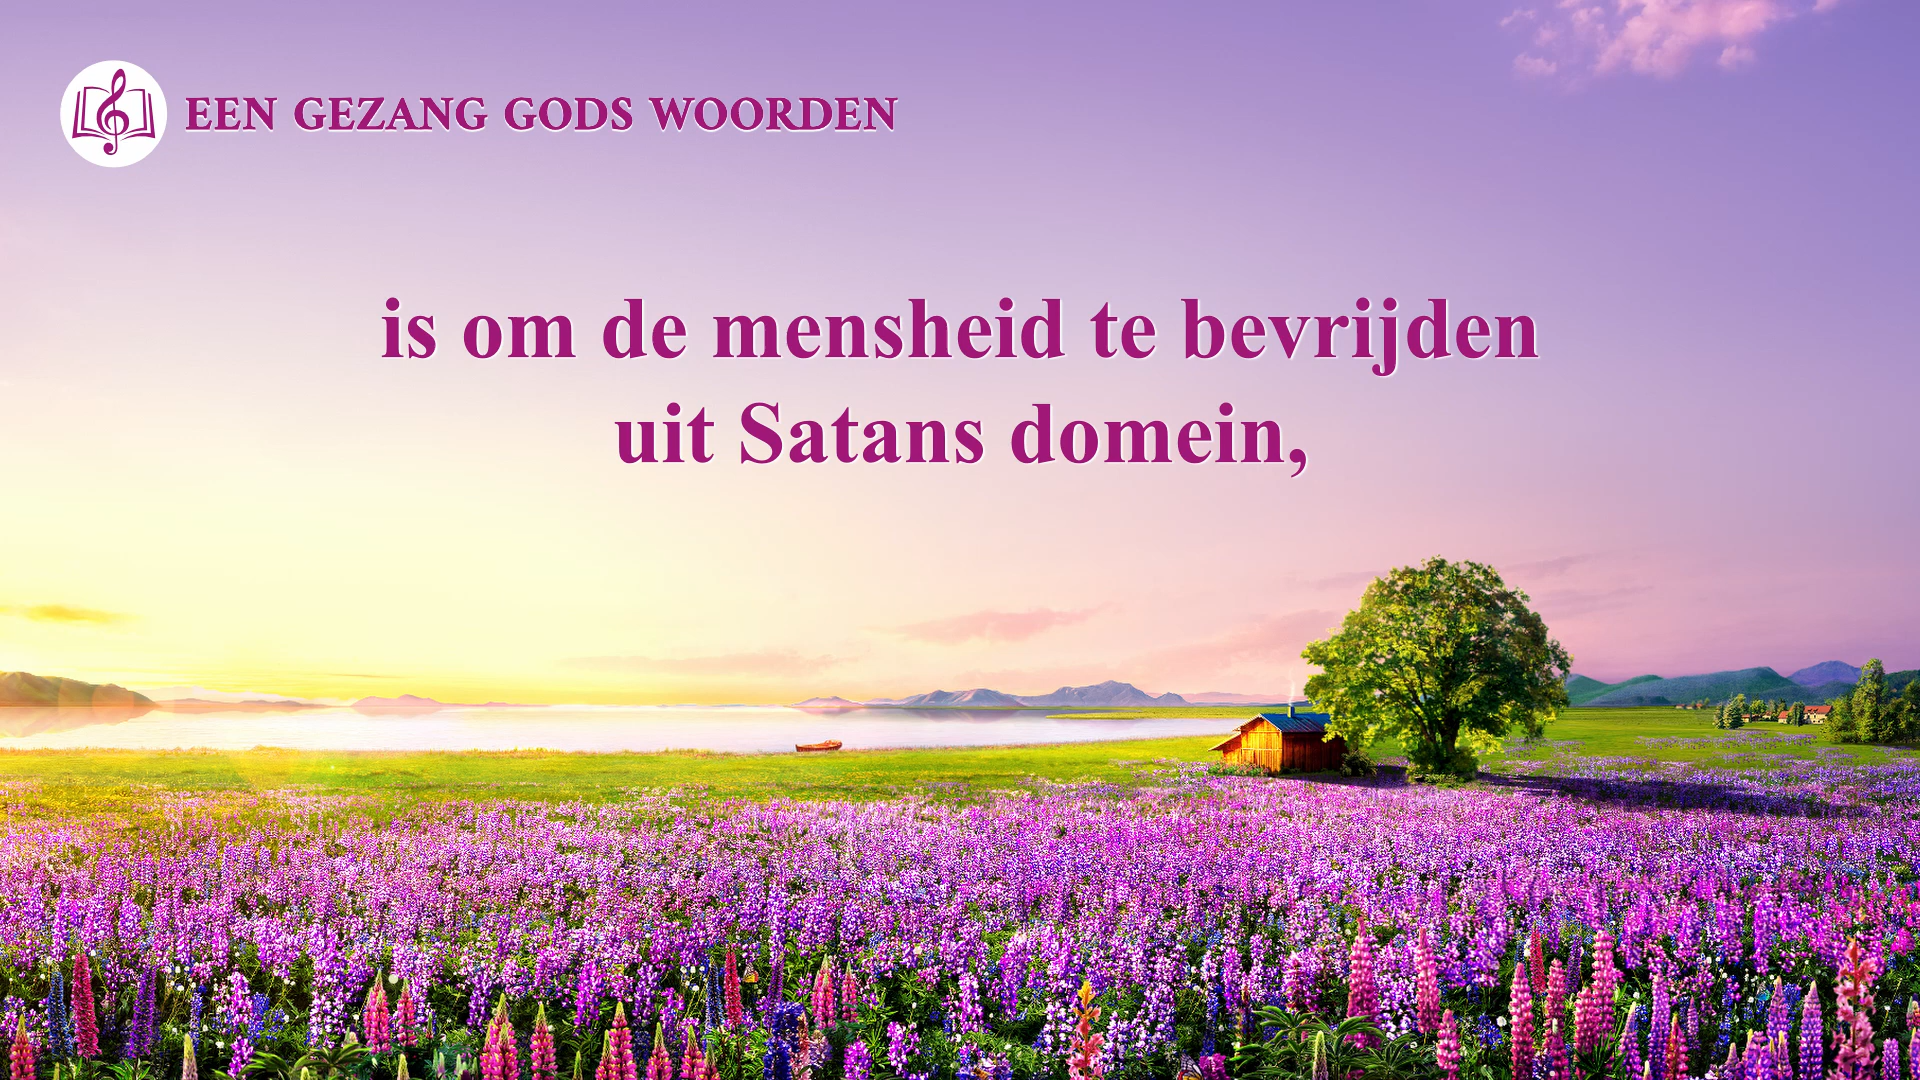 EEN GEZANG GODS WOORDEN
is om de mensheid te bevrijden
uit Satans domein,